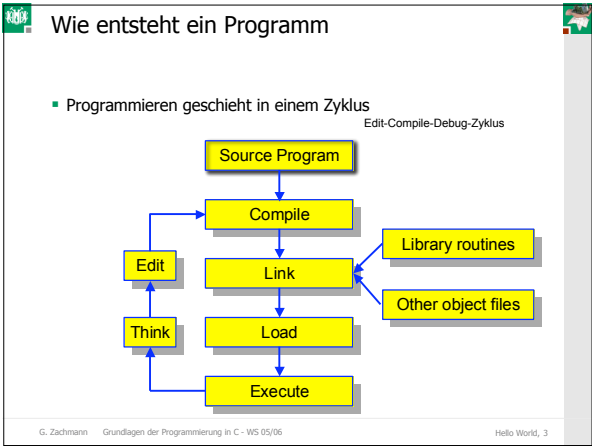 Wie entsteht ein Programm
▪ Programmieren geschieht in einem Zyklus
Edit-Compile-Debug-Zyklus
Source Program
Compile
Library routines
Edit
Link
Other object files
Think
Load
Execute
G. Zachmann Grundlagen der Programmierung in C - WS 05/06
Hello World, 3